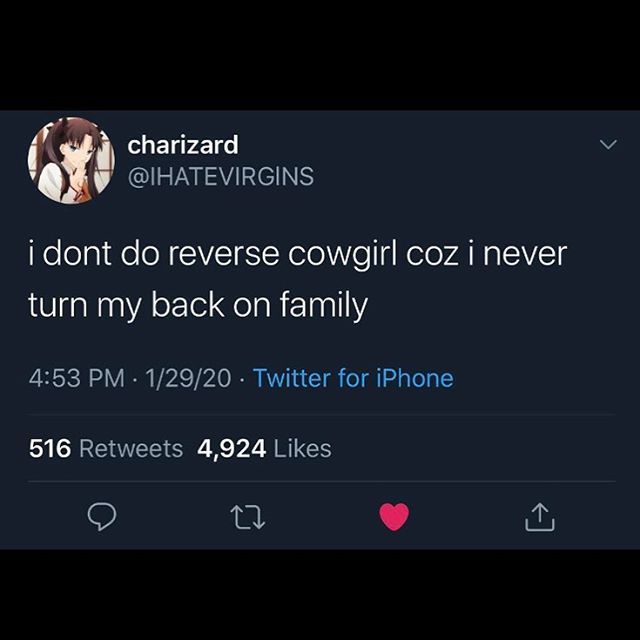 charizard
@IHATEVIRGINS
i dont do reverse cowgirl coz i never
turn my back on family
4:53 PM · 1/29/20 · Twitter for iPhone
516 Retweets 4,924 Likes